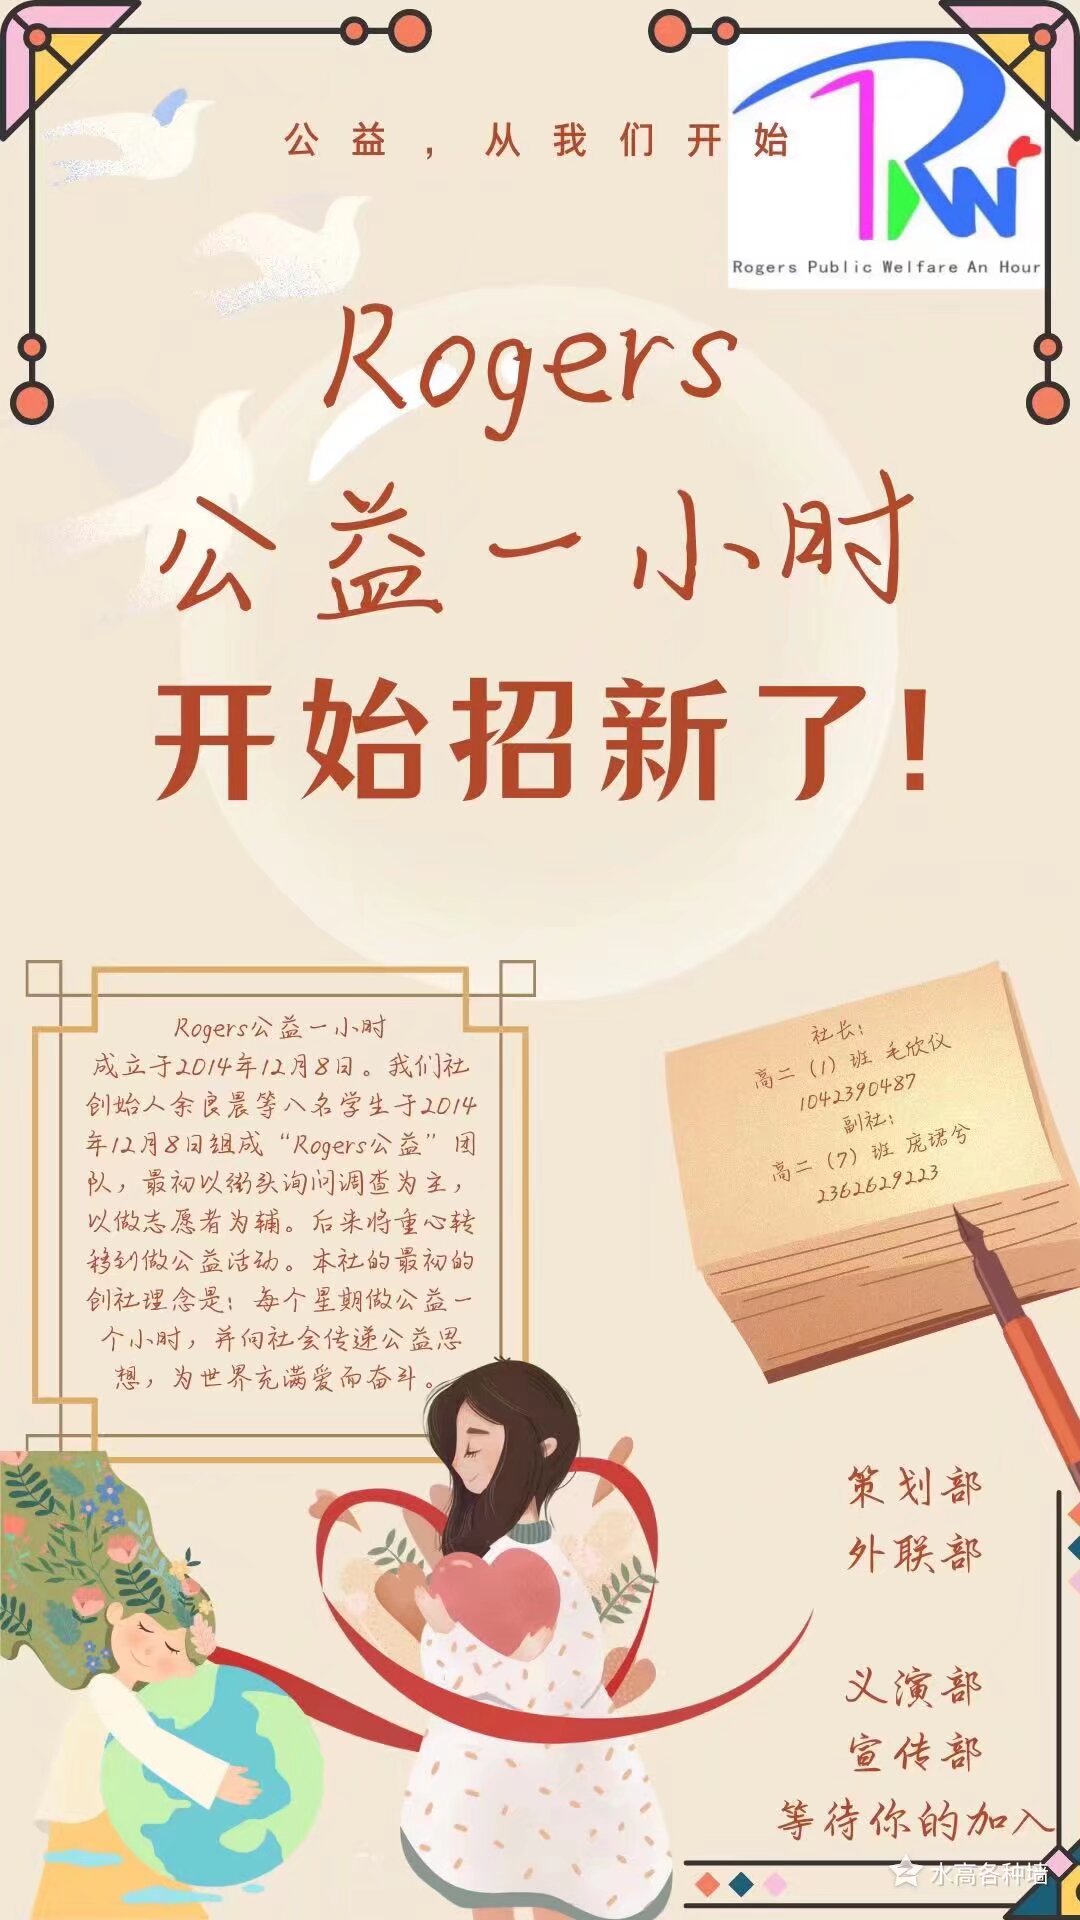 公益，从我们开始
Rogers Public Welfare An Hour
Rogers
公益一小时
开始招新了!
Rogers公益一小时
成立于2014年12月8日。我们社
创始人余良晨等八名学生于2014
年12月8日组成“Rogers公益”团
队，最初以街头询问调查为主，
以做志愿者为辅。后来将重心转
移到做公益活动。本社的最初的
创社理念是：每个星期做公益一
个小时，并向社会传递公益思
想，为世界充满爱而奋斗。
社长：
高二（1）班 毛欣仪
1042390487
副社：
高二（7）班 庞珺兮
2362629223
策划部
外联部
义演部
宣传部
等待你的加入
水高各种墙